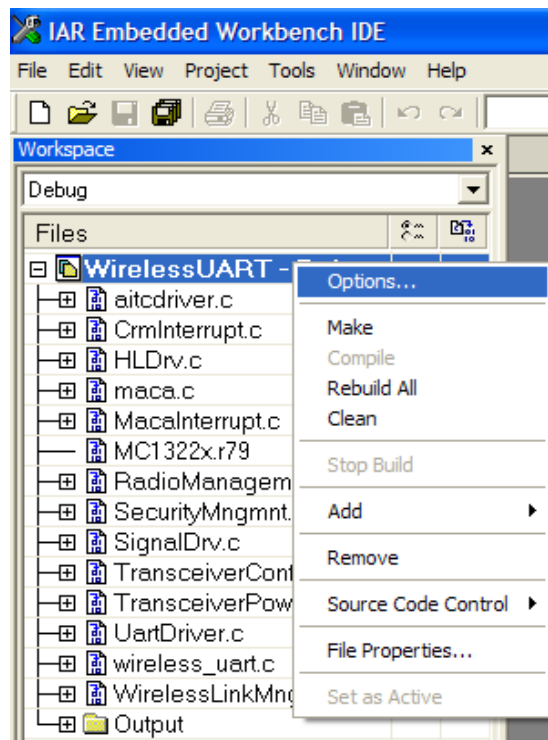 IAR Embedded Workbench IDE
File Edit View Project Tools Window Help
Workspace
Debug
Files
WirelessUART -
Options...
aitcdriver.c
CrmInterrupt.c
Make
HLDrv.c
Compile
maca.c
Rebuild All
MacaInterrupt.c
Clean
MC1322x.r79
Stop Build
RadioManagem
SecurityMngmnt.
Add
SignalDrv.c
Remove
TransceiverConf
TransceiverPow
Source Code Control
UartDriver.c
File Properties...
wireless_uart.c
WirelessLinkMng
Set as Active
Output